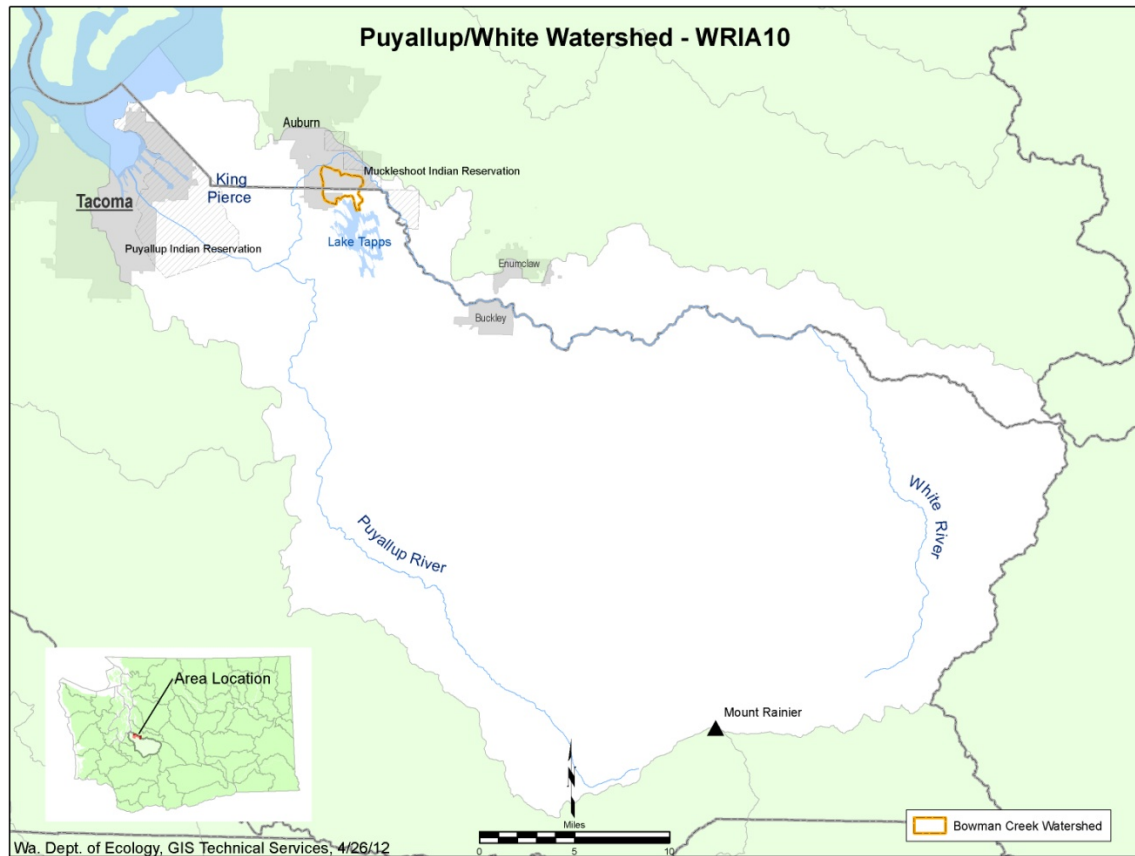 Puyallup/White Watershed - WRIA10
Auburn
Muckleshoot Indian Reservation
King
Pierce
Tacoma
Puyallup Indian Reservation
Lake Tapps
Enumclaw
Buckley
White River
Puyallup River
Area Location
Mount Rainier
Miles
0 5 10
Bowman Creek Watershed
Wa. Dept. of Ecology, GIS Technical Services, 4/26/12